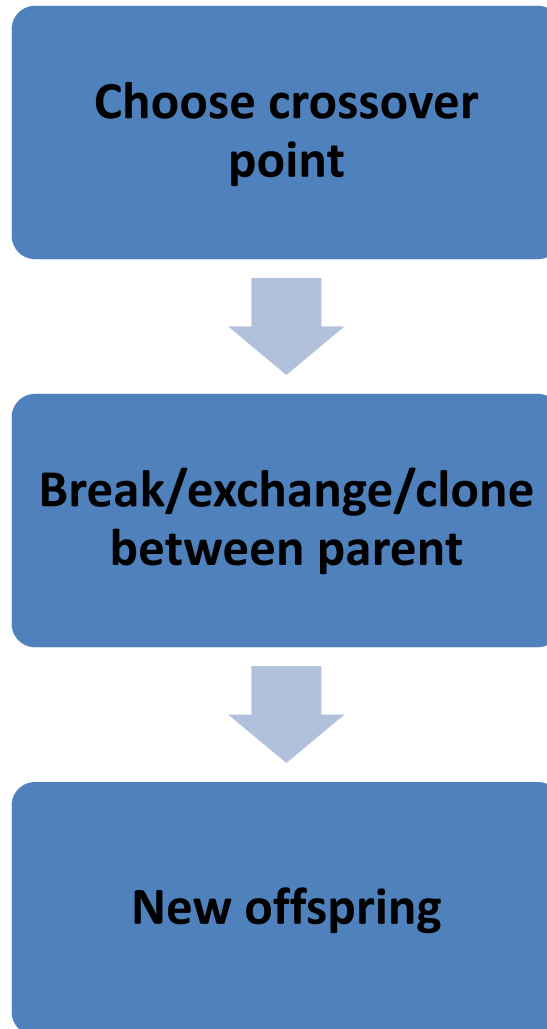 Choose crossover
point
Break/exchange/clone
between parent
New offspring